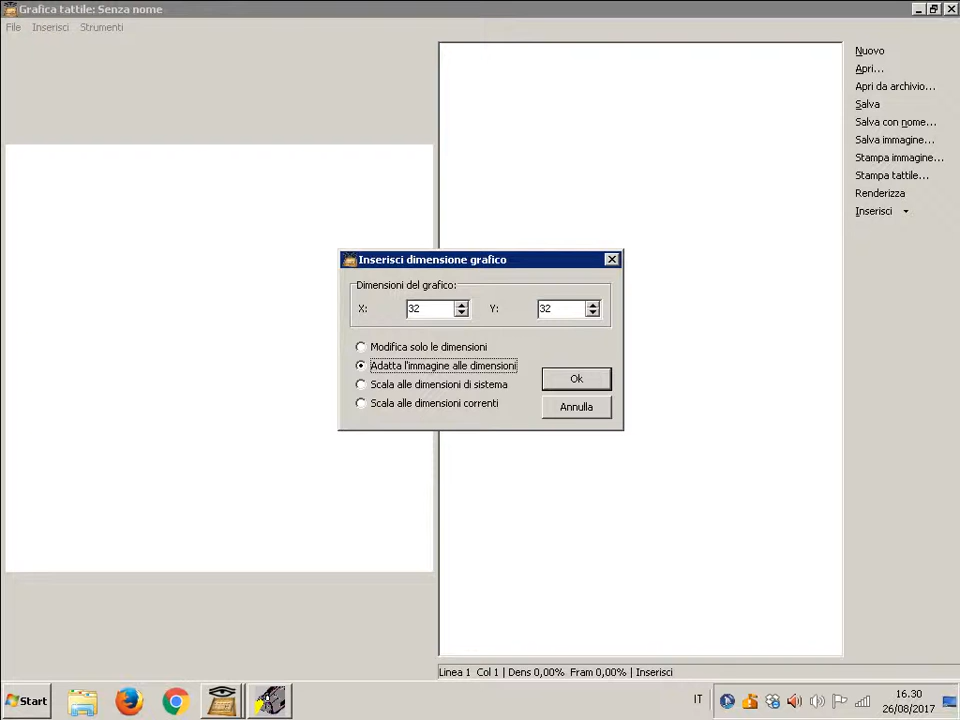 Grafica tattile: Senza nome
File Inserisci Strumenti
Nuovo
Apri...
Apri da archivio...
Salva
Salva con nome...
Salva immagine...
Stampa immagine...
Stampa tattile...
Renderizza
Inserisci
Inserisci dimensione grafico
Dimensioni del grafico:
X: 32 Y: 32
Modifica solo le dimensioni
Adatta l'immagine alle dimensioni
Scala alle dimensioni di sistema
Scala alle dimensioni correnti
Ok
Annulla
Linea 1 Col 1 | Dens 0,00% Fram 0,00% | Inserisci
Start
IT
16.30
26/08/2017